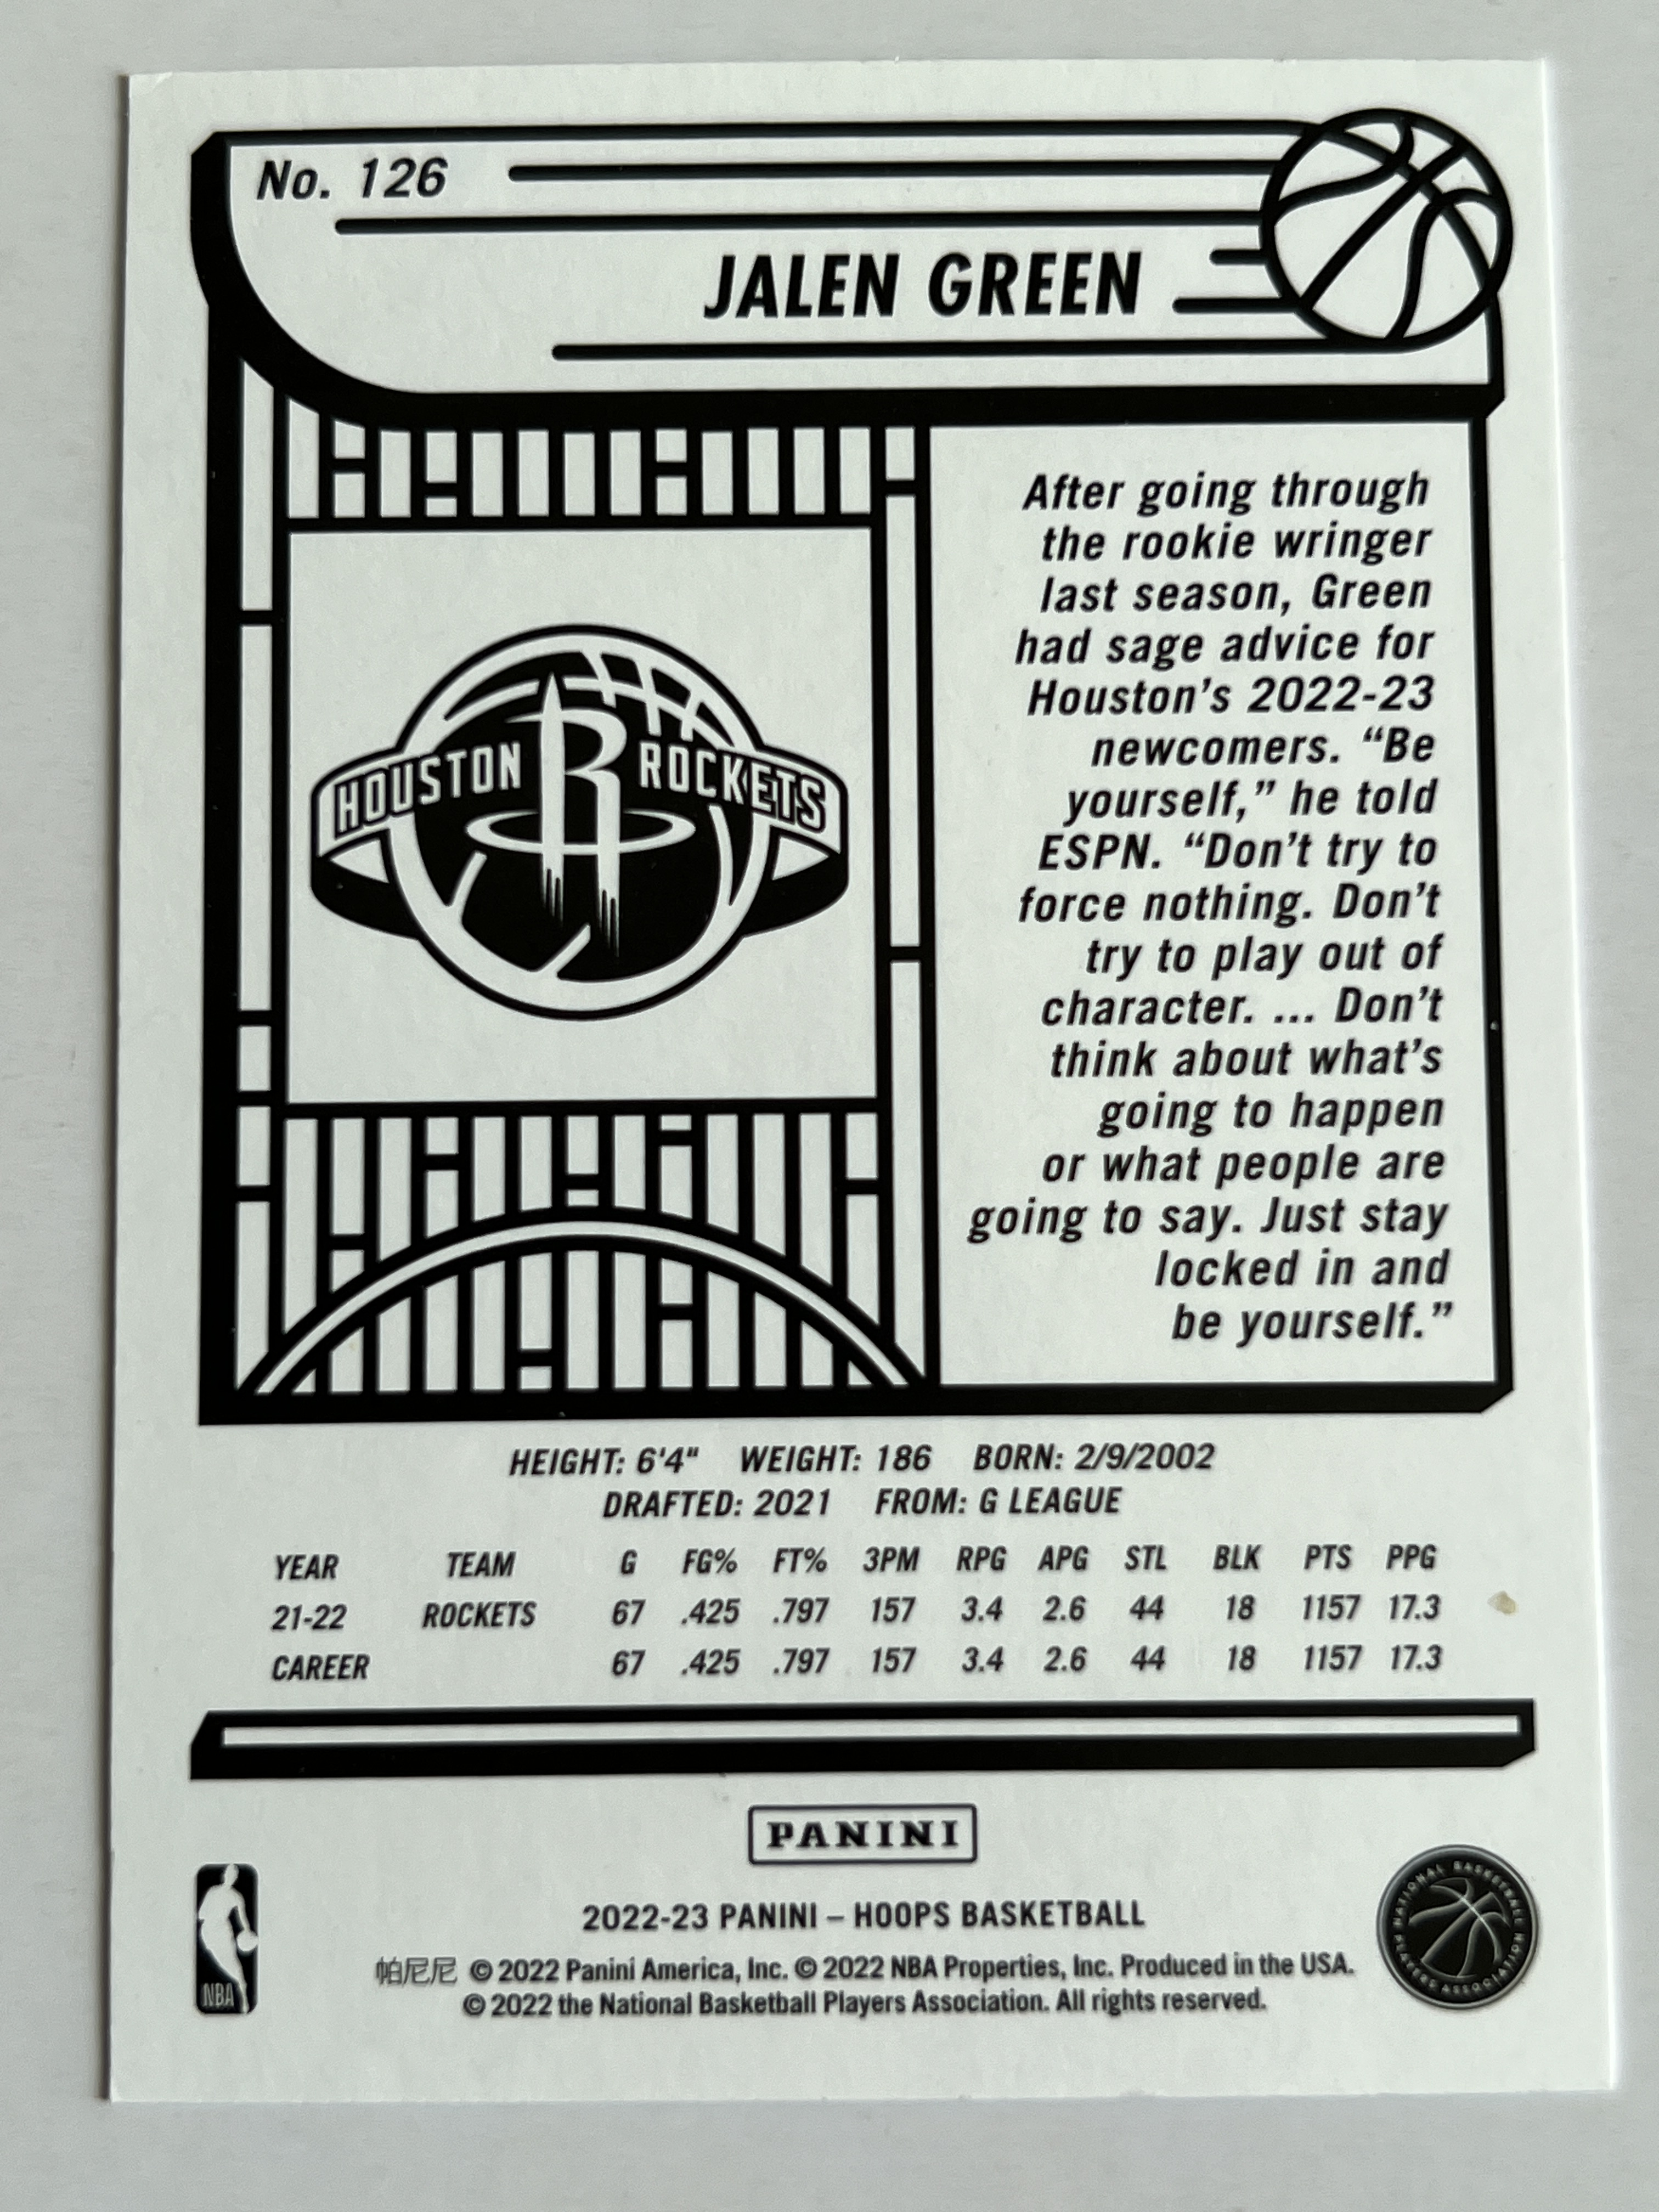 No. 126
JALEN GREEN
HOUSTON R ROCKETS
After going through
the rookie wringer
last season, Green
had sage advice for
Houston’s 2022-23
newcomers. “Be
yourself,” he told
ESPN. “Don’t try to
force nothing. Don’t
try to play out of
character. ... Don’t
think about what’s
going to happen
or what people are
going to say. Just stay
locked in and
be yourself.”
HEIGHT: 6'4" WEIGHT: 186 BORN: 2/9/2002
DRAFTED: 2021 FROM: G LEAGUE
YEAR TEAM G FG% FT% 3PM RPG APG STL BLK PTS PPG
21-22 ROCKETS 67 .425 .797 157 3.4 2.6 44 18 1157 17.3
CAREER 67 .425 .797 157 3.4 2.6 44 18 1157 17.3
PANINI
NBA
2022-23 PANINI – HOOPS BASKETBALL
帕尼尼 © 2022 Panini America, Inc. © 2022 NBA Properties, Inc. Produced in the USA.
© 2022 the National Basketball Players Association. All rights reserved.
NATIONAL BASKETBALL PLAYERS ASSOCIATION